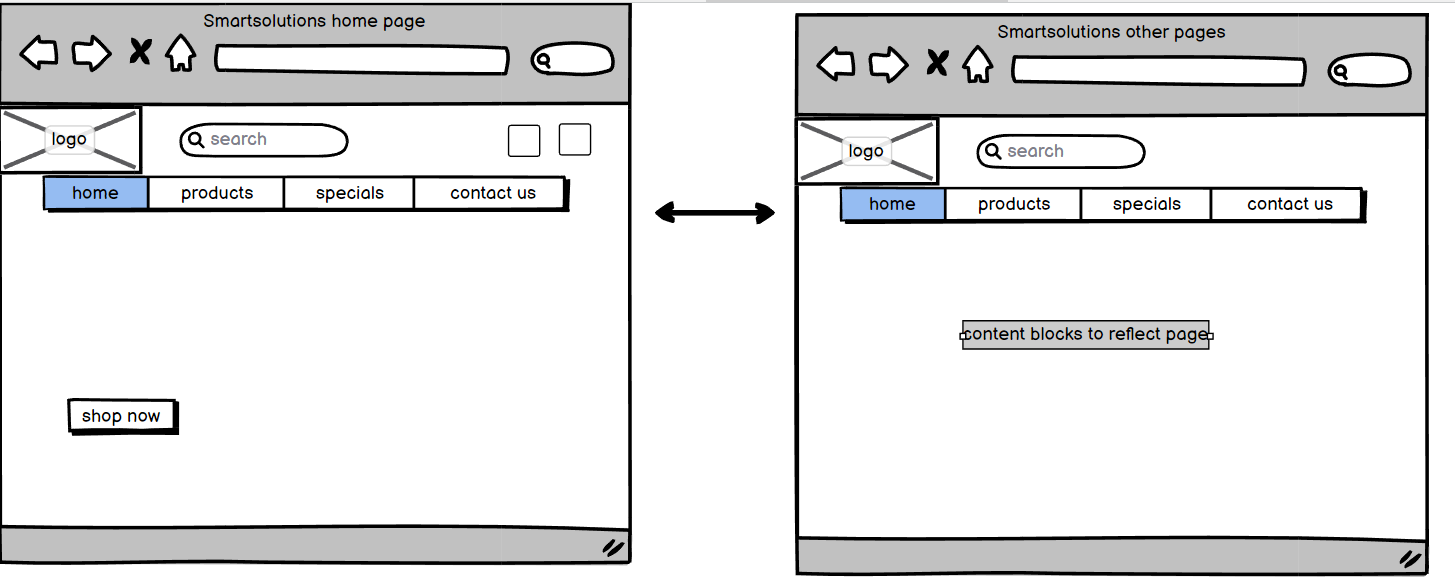 Smartsolutions home page
logo
search
home products specials contact us
shop now
Smartsolutions other pages
logo
search
home products specials contact us
content blocks to reflect page